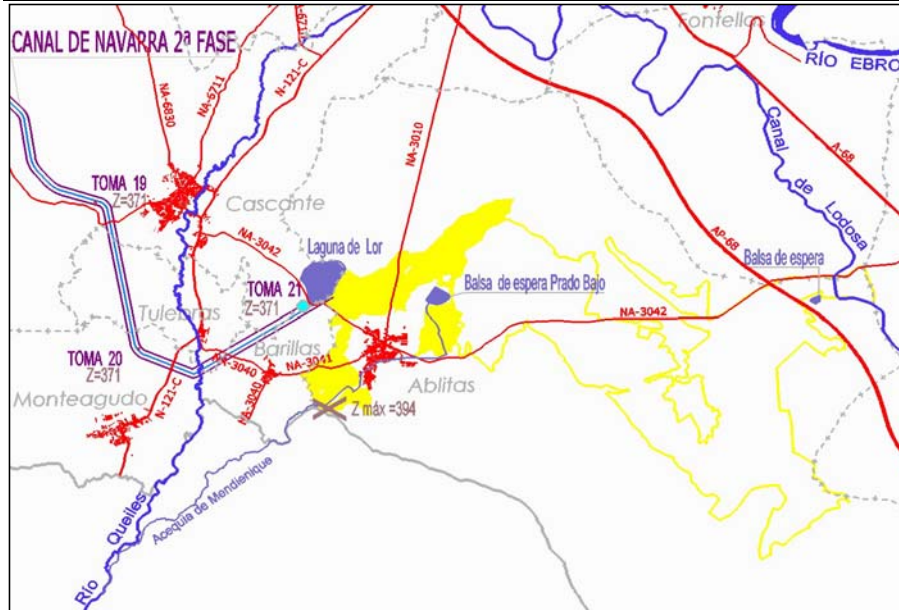 Fontellas
RÍO EBRO
CANAL DE NAVARRA 2ª FASE
NA-6830
NA-6711
N-121-C
NA-3010
A-68
Canal de Lodosa
TOMA 19
Z=371
Cascante
AP-68
NA-3042
Laguna de Lor
Balsa de espera
TOMA 21
Z=371
Balsa de espera Prado Bajo
Tulebras
NA-3042
TOMA 20
Z=371
Barillas
NA-3040
NA-3041
NA-3040
Ablitas
Monteagudo
N-121-C
Z máx =394
Acequia de Mendienique
Río Queiles